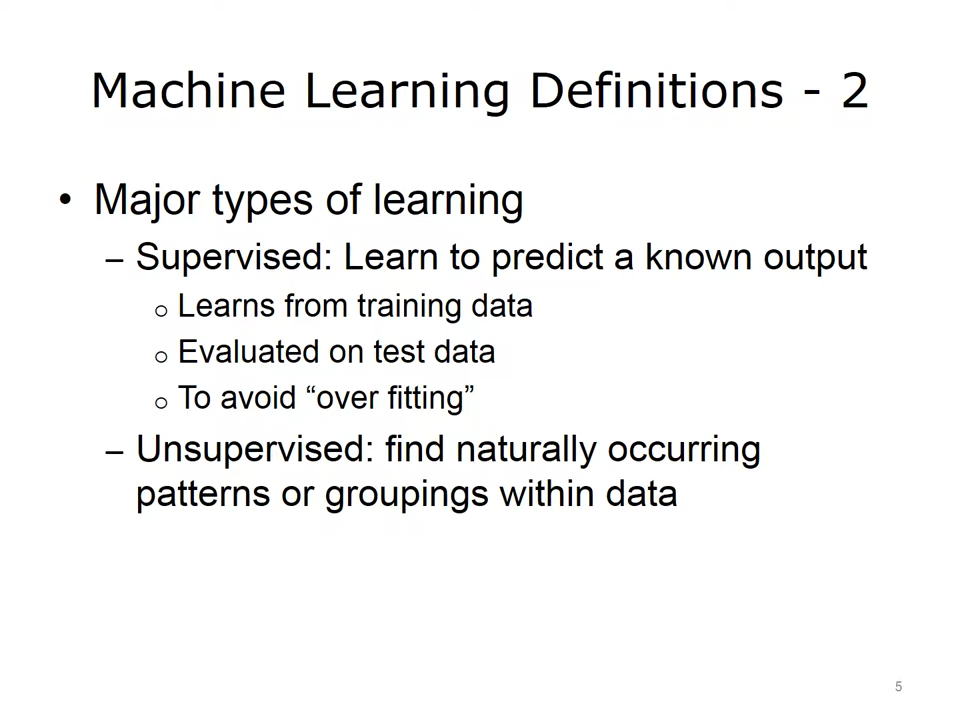 Machine Learning Definitions - 2
• Major types of learning
– Supervised: Learn to predict a known output
o Learns from training data
o Evaluated on test data
o To avoid “over fitting”
– Unsupervised: find naturally occurring
patterns or groupings within data
5